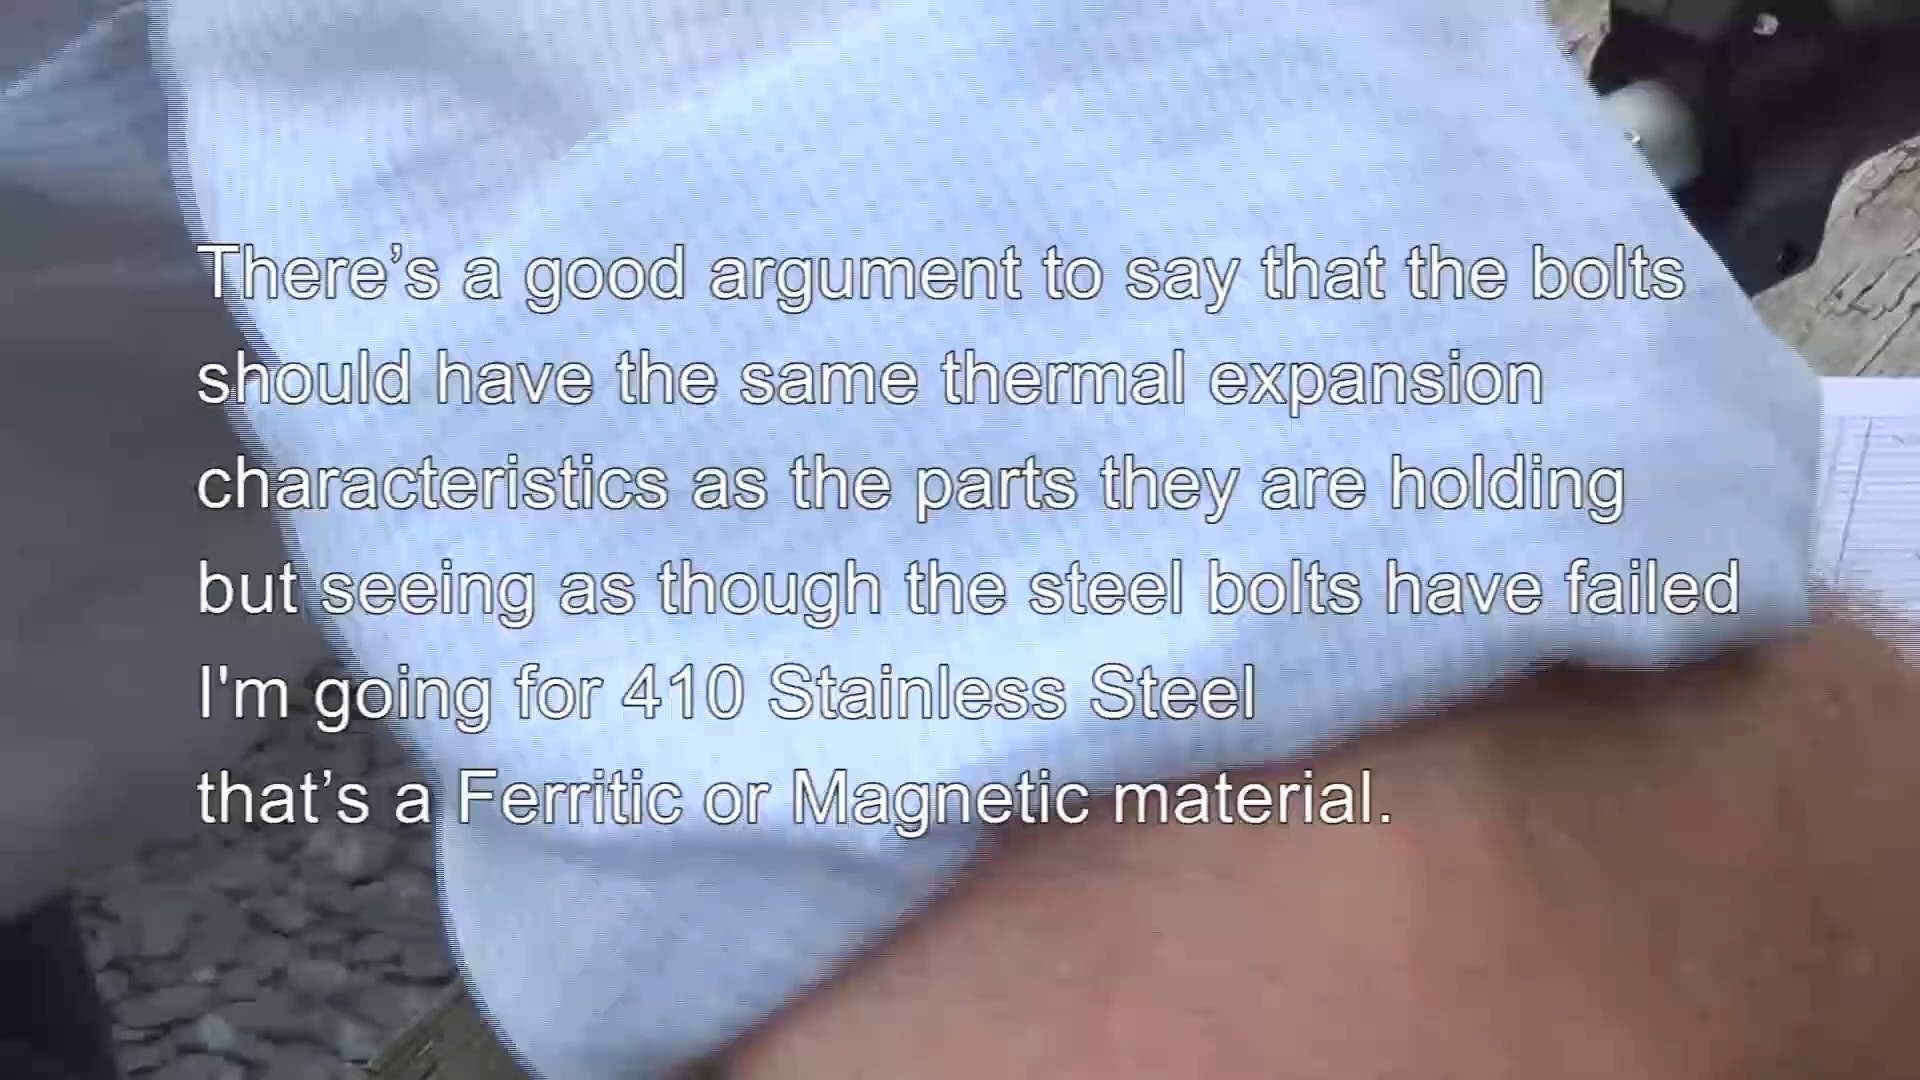 There’s a good argument to say that the bolts
should have the same thermal expansion
characteristics as the parts they are holding
but seeing as though the steel bolts have failed
I'm going for 410 Stainless Steel
that’s a Ferritic or Magnetic material.